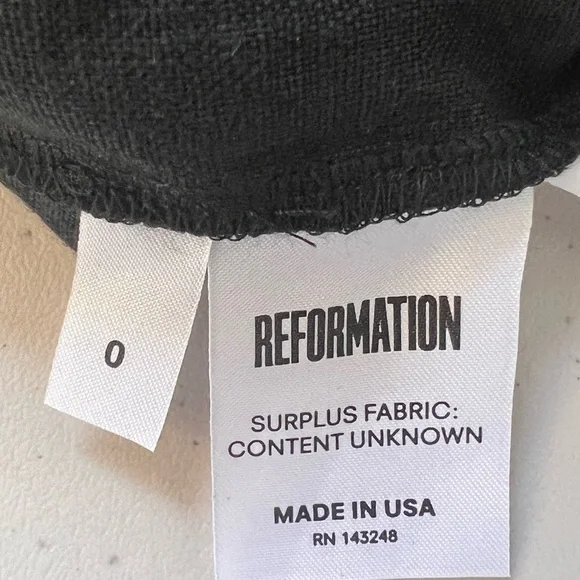 0
REFORMATION
SURPLUS FABRIC:
CONTENT UNKNOWN
MADE IN USA
RN 143248